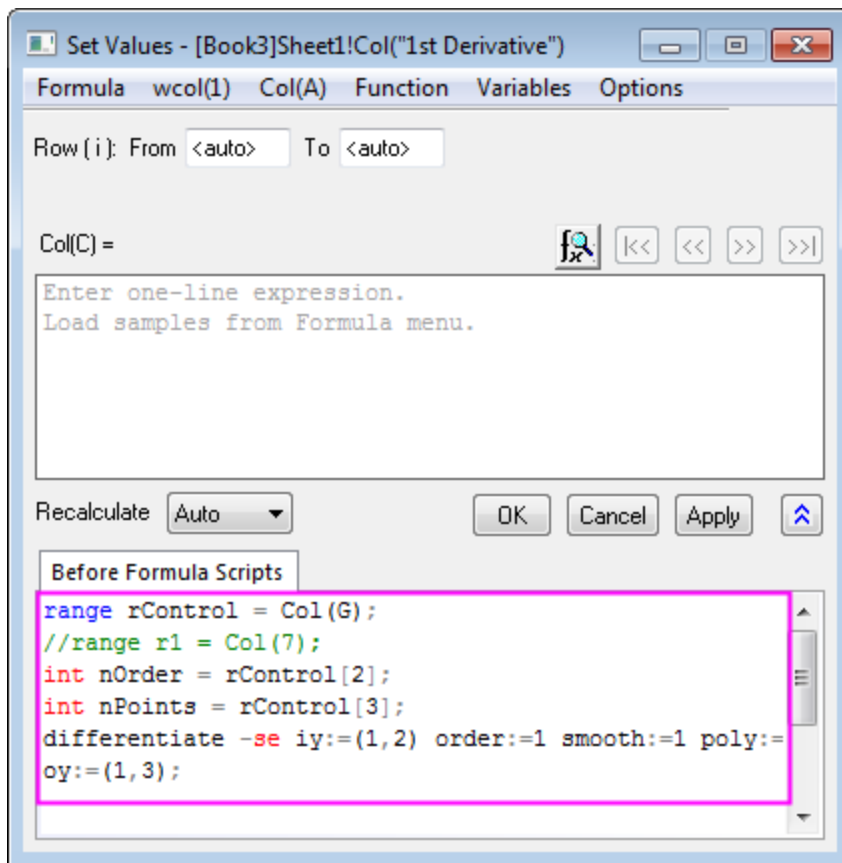 Set Values - [Book3]Sheet1!Col("1st Derivative")
Formula wcol(1) Col(A) Function Variables Options
Row ( i ): From <auto> To <auto>
Col(C) =
|<< << >> >>|
Enter one-line expression.
Load samples from Formula menu.
Recalculate Auto OK Cancel Apply
Before Formula Scripts
range rControl = Col(G);
//range r1 = Col(7);
int nOrder = rControl[2];
int nPoints = rControl[3];
differentiate -se iy:=(1,2) order:=1 smooth:=1 poly:=
oy:=(1,3);